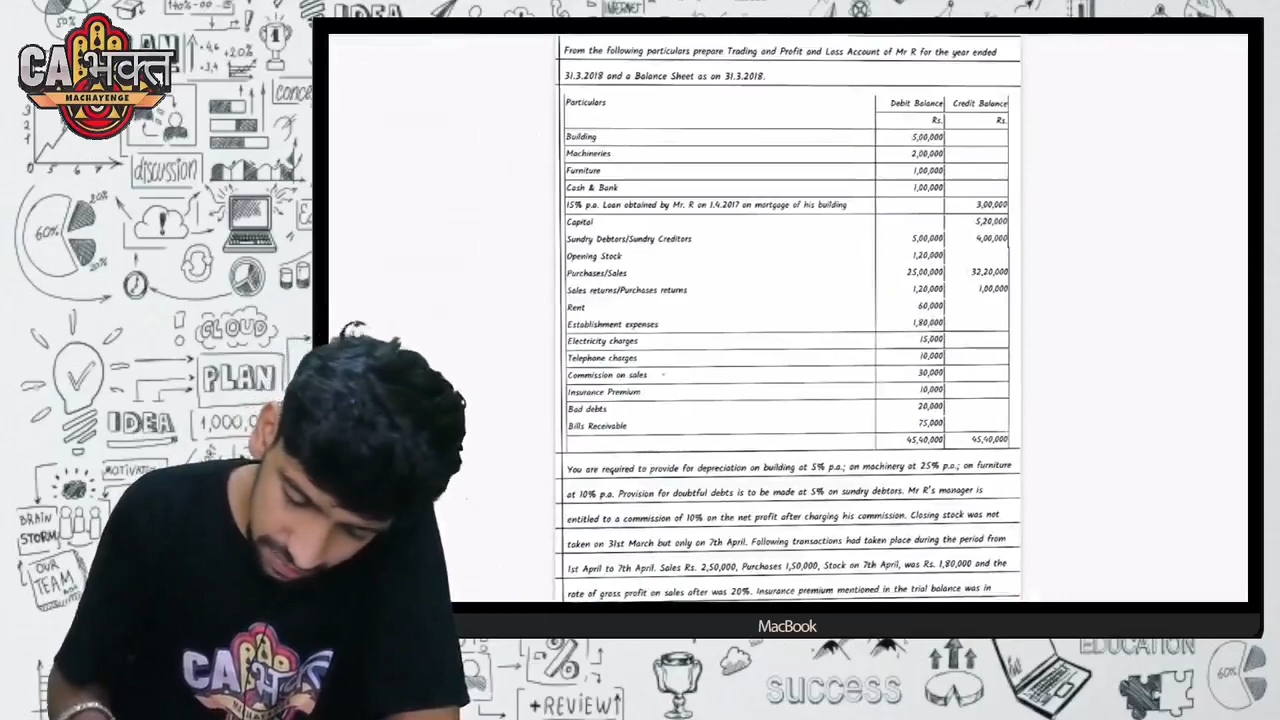 CA भक्त
MACHAYENGE
IDEA
discussion
60%
20%
20%
CLOUD
PLAN
IDEA
BRAIN
STORM
OUR
TEAM
From the following particulars prepare Trading and Profit and Loss Account of Mr R for the year ended
31.3.2018 and a Balance Sheet as on 31.3.2018.
Particulars Debit Balance Credit Balance
Rs. Rs.
Building 5,00,000
Machineries 2,00,000
Furniture 1,00,000
Cash & Bank 1,00,000
15% p.a. Loan obtained by Mr. R on 1.4.2017 on mortgage of his building 3,00,000
Capital 5,20,000
Sundry Debtors/Sundry Creditors 5,00,000 4,00,000
Opening Stock 1,20,000
Purchases/Sales 25,00,000 32,20,000
Sales returns/Purchases returns 1,20,000 1,00,000
Rent 60,000
Establishment expenses 1,80,000
Electricity charges 15,000
Telephone charges 10,000
Commission on sales 30,000
Insurance Premium 10,000
Bad debts 20,000
Bills Receivable 75,000
45,40,000 45,40,000
You are required to provide for depreciation on building at 5% p.a.; on machinery at 25% p.a.; on furniture
at 10% p.a. Provision for doubtful debts is to be made at 5% on sundry debtors. Mr R's manager is
entitled to a commission of 10% on the net profit after charging his commission. Closing stock was not
taken on 31st March but only on 7th April. Following transactions had taken place during the period from
1st April to 7th April. Sales Rs. 2,50,000, Purchases 1,50,000, Stock on 7th April, was Rs. 1,80,000 and the
rate of gross profit on sales after was 20%. Insurance premium mentioned in the trial balance was in
MacBook
+REVIEW!
%
success
EDUCATION
60%